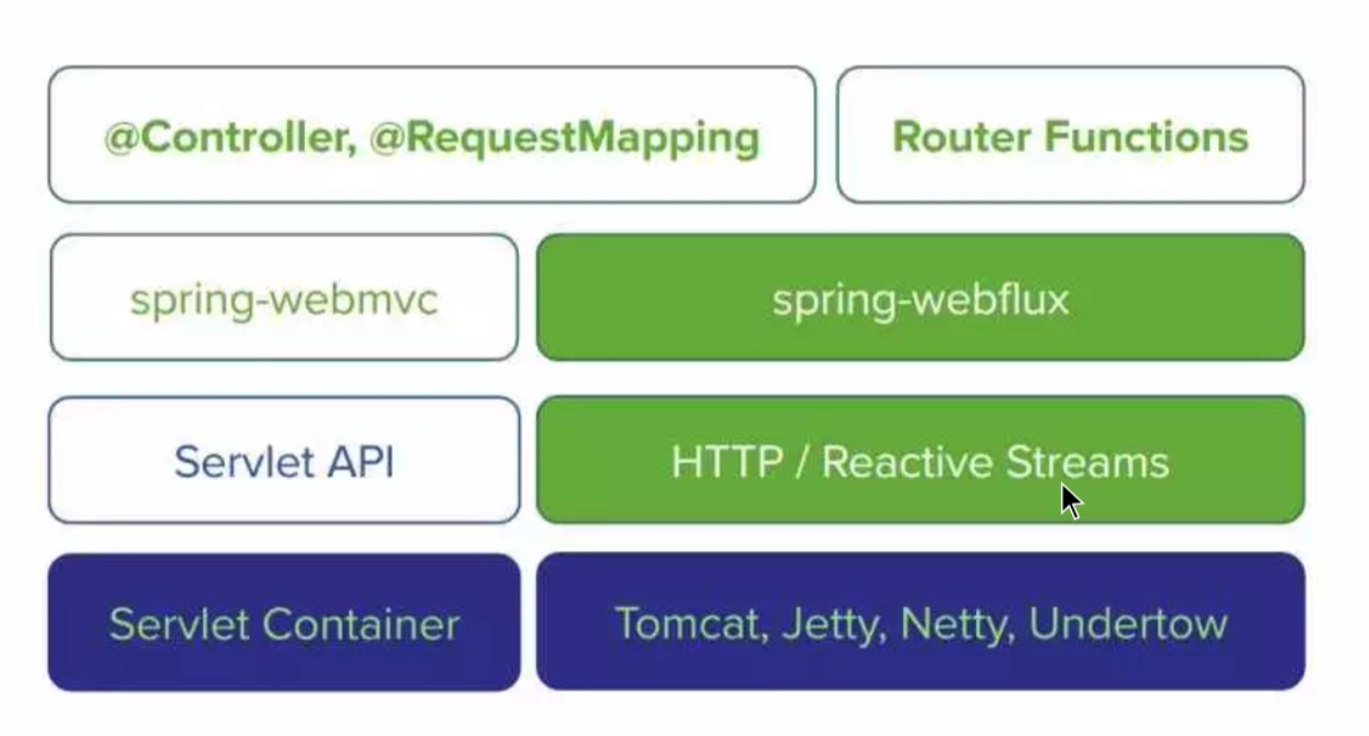 @Controller, @RequestMapping
Router Functions
spring-webmvc
spring-webflux
Servlet API
HTTP / Reactive Streams
Servlet Container
Tomcat, Jetty, Netty, Undertow